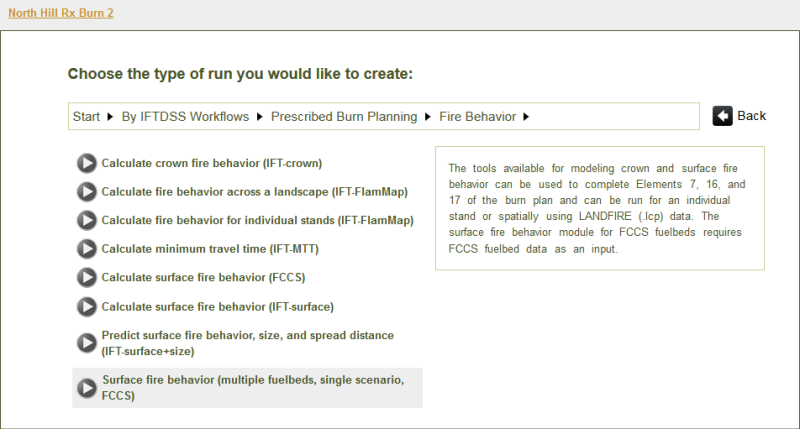 North Hill Rx Burn 2
Choose the type of run you would like to create:
Start By IFTDSS Workflows Prescribed Burn Planning Fire Behavior
Back
Calculate crown fire behavior (IFT-crown)
Calculate fire behavior across a landscape (IFT-FlamMap)
Calculate fire behavior for individual stands (IFT-FlamMap)
Calculate minimum travel time (IFT-MTT)
Calculate surface fire behavior (FCCS)
Calculate surface fire behavior (IFT-surface)
Predict surface fire behavior, size, and spread distance
(IFT-surface+size)
Surface fire behavior (multiple fuelbeds, single scenario,
FCCS)
The tools available for modeling crown and surface fire
behavior can be used to complete Elements 7, 16, and
17 of the burn plan and can be run for an individual
stand or spatially using LANDFIRE (.lcp) data. The
surface fire behavior module for FCCS fuelbeds requires
FCCS fuelbed data as an input.